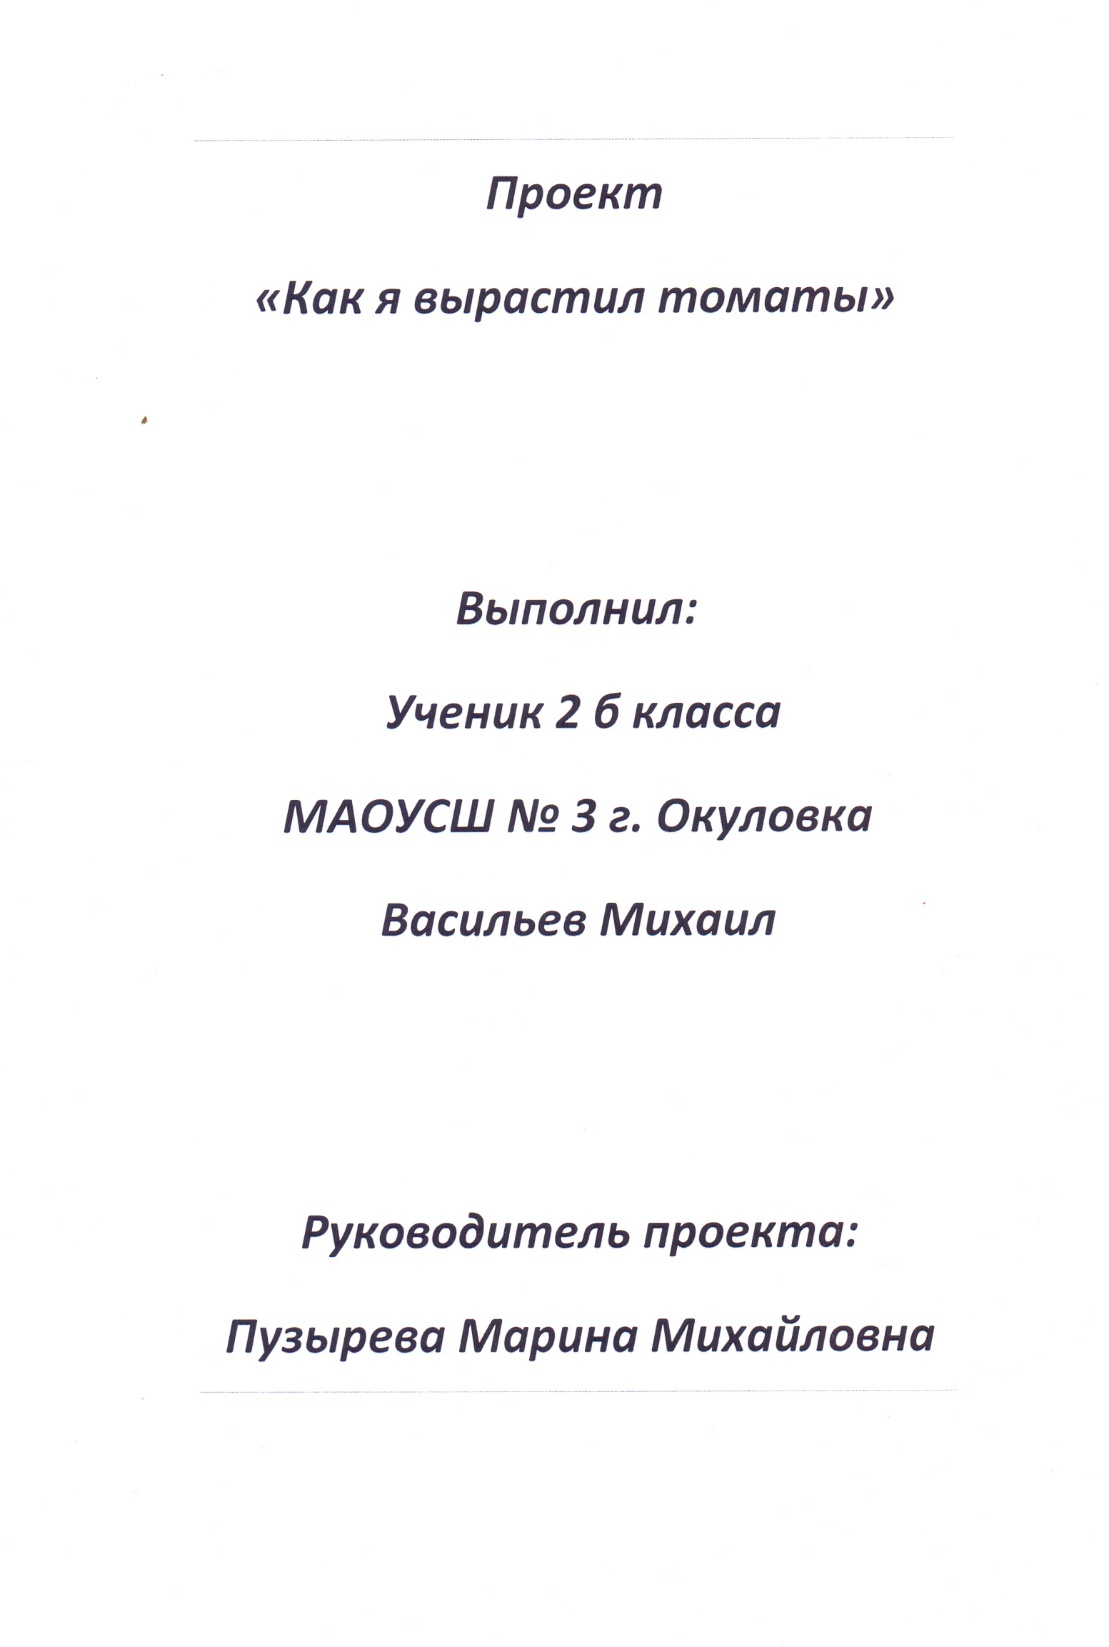 Проект
«Как я вырастил томаты»
Выполнил:
Ученик 2 б класса
МАОУСШ № 3 г. Окуловка
Васильев Михаил
Руководитель проекта:
Пузырева Марина Михайловна